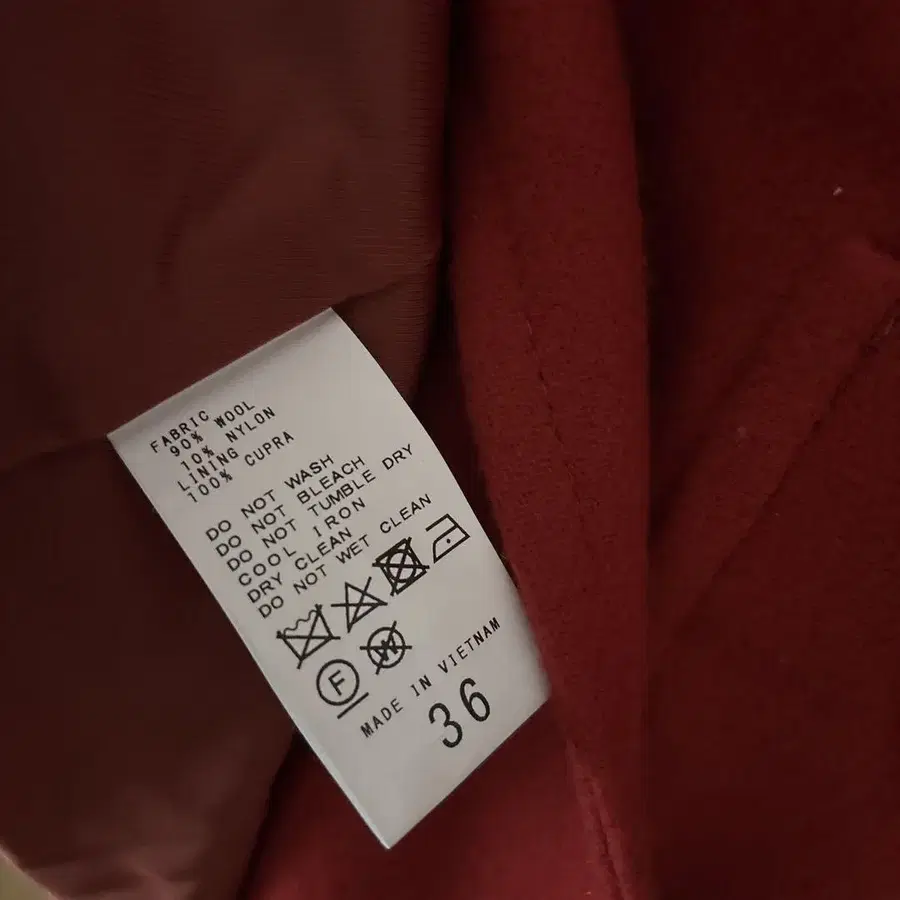 FABRIC
90% WOOL
10% NYLON
LINING
100% CUPRA
DO NOT WASH
DO NOT BLEACH
DO NOT TUMBLE DRY
COOL IRON
DRY CLEAN
DO NOT WET CLEAN
F W
MADE IN VIETNAM
36